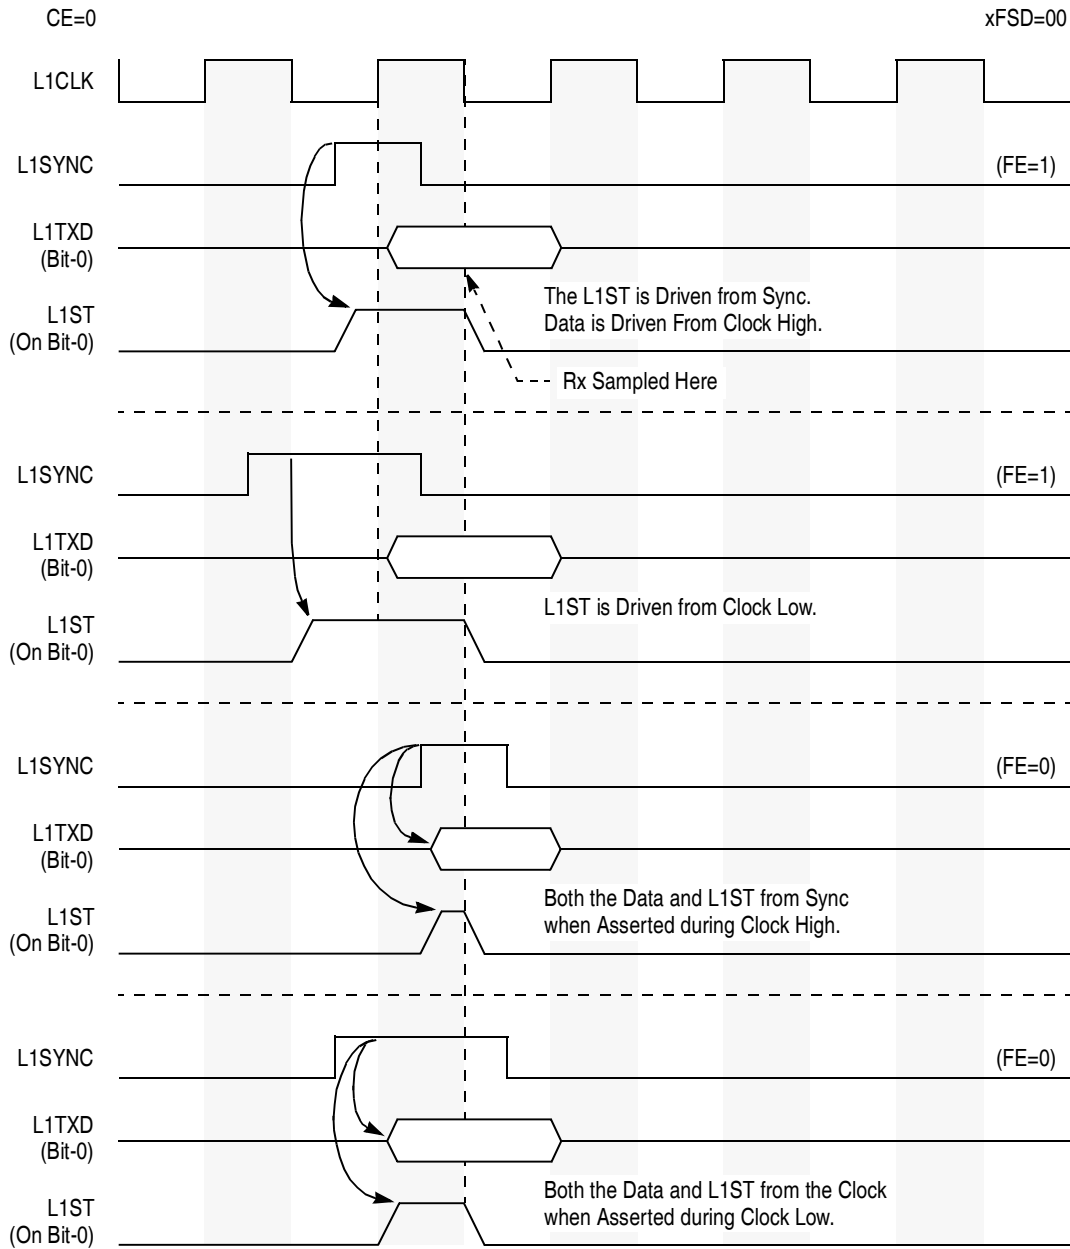 CE=0
xFSD=00
L1CLK
L1SYNC
(FE=1)
L1TXD
(Bit-0)
L1ST
(On Bit-0)
The L1ST is Driven from Sync.
Data is Driven From Clock High.
Rx Sampled Here
L1SYNC
(FE=1)
L1TXD
(Bit-0)
L1ST
(On Bit-0)
L1ST is Driven from Clock Low.
L1SYNC
(FE=0)
L1TXD
(Bit-0)
L1ST
(On Bit-0)
Both the Data and L1ST from Sync
when Asserted during Clock High.
L1SYNC
(FE=0)
L1TXD
(Bit-0)
L1ST
(On Bit-0)
Both the Data and L1ST from the Clock
when Asserted during Clock Low.